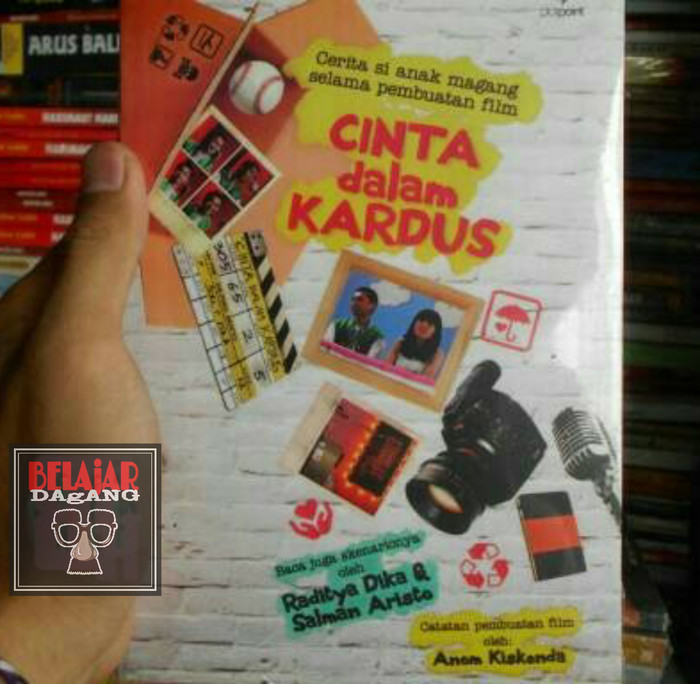 plotpoint
ARUS BALI
Cerita si anak magang
selama pembuatan film
CINTA
dalam
KARDUS
BELAJAR
DAGANG
Baca juga skenarionya
oleh
Raditya Dika &
Salman Aristo
Catatan pembuatan film
oleh:
Anom Kiskenda